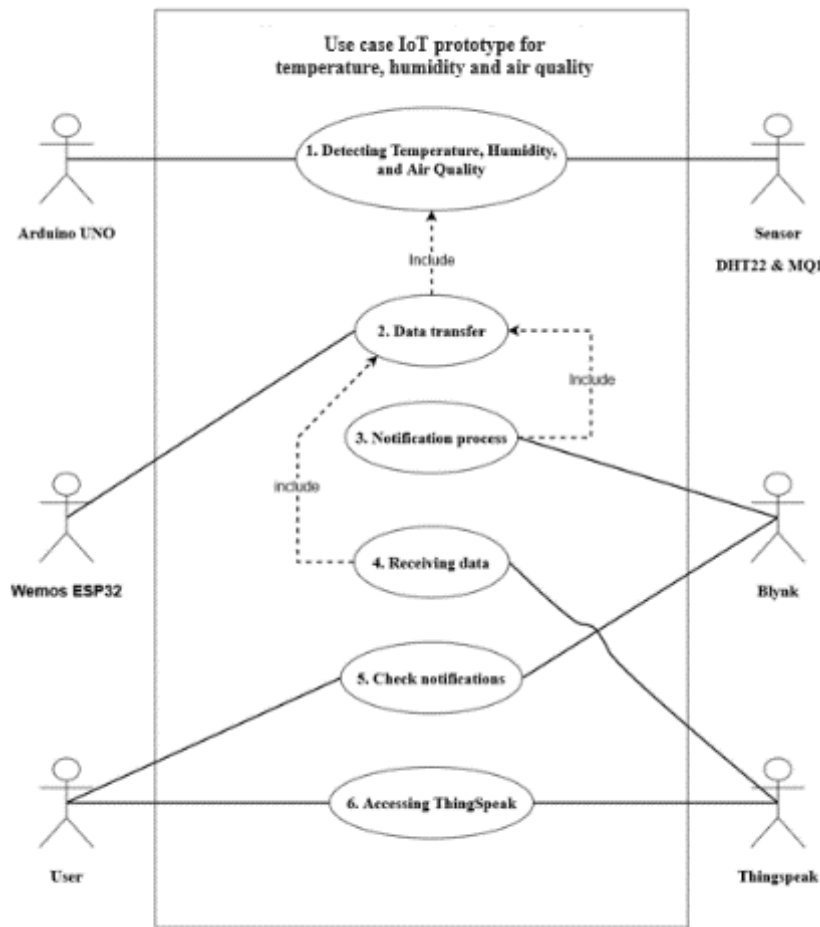 Use case IoT prototype for
temperature, humidity and air quality
1. Detecting Temperature, Humidity,
and Air Quality
Arduino UNO
Sensor
DHT22 & MQ1
Include
2. Data transfer
Include
3. Notification process
include
4. Receiving data
Wemos ESP32
Blynk
5. Check notifications
6. Accessing ThingSpeak
User
Thingspeak